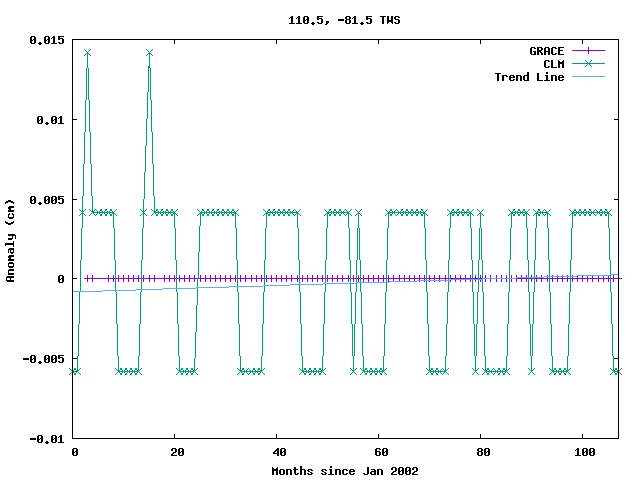 110.5, -81.5 TWS
0.015
0.01
0.005
0
-0.005
-0.01
Anomaly (cm)
GRACE
CLM
Trend Line
0 20 40 60 80 100
Months since Jan 2002